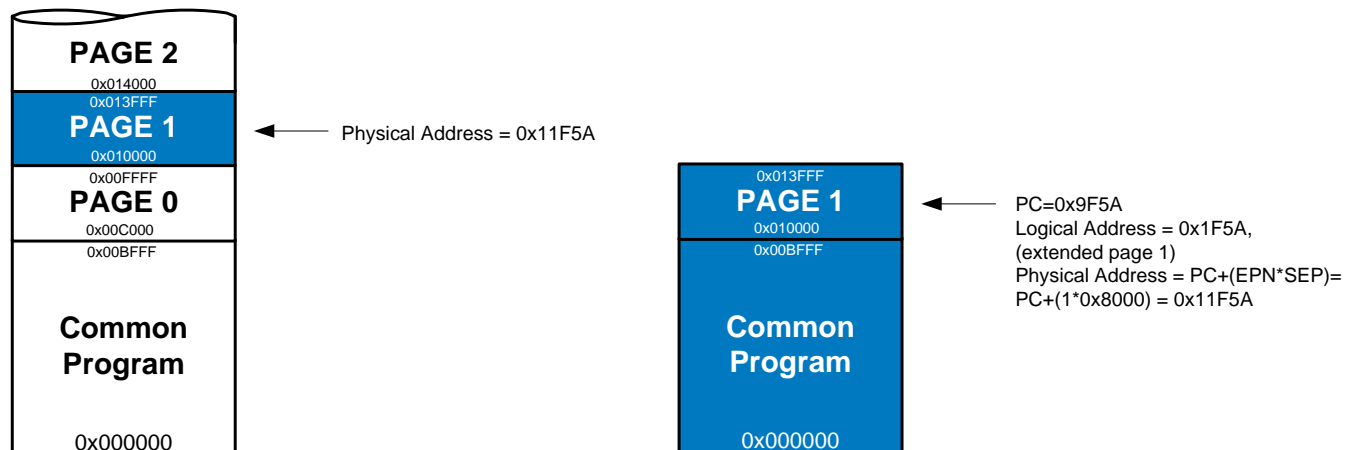 PAGE 2
0x014000
0x013FFF
PAGE 1
0x010000
0x00FFFF
PAGE 0
0x00C000
0x00BFFF
Common
Program
0x000000
Physical Address = 0x11F5A
0x013FFF
PAGE 1
0x010000
0x00BFFF
Common
Program
0x000000
PC=0x9F5A
Logical Address = 0x1F5A,
(extended page 1)
Physical Address = PC+(EPN*SEP)=
PC+(1*0x8000) = 0x11F5A